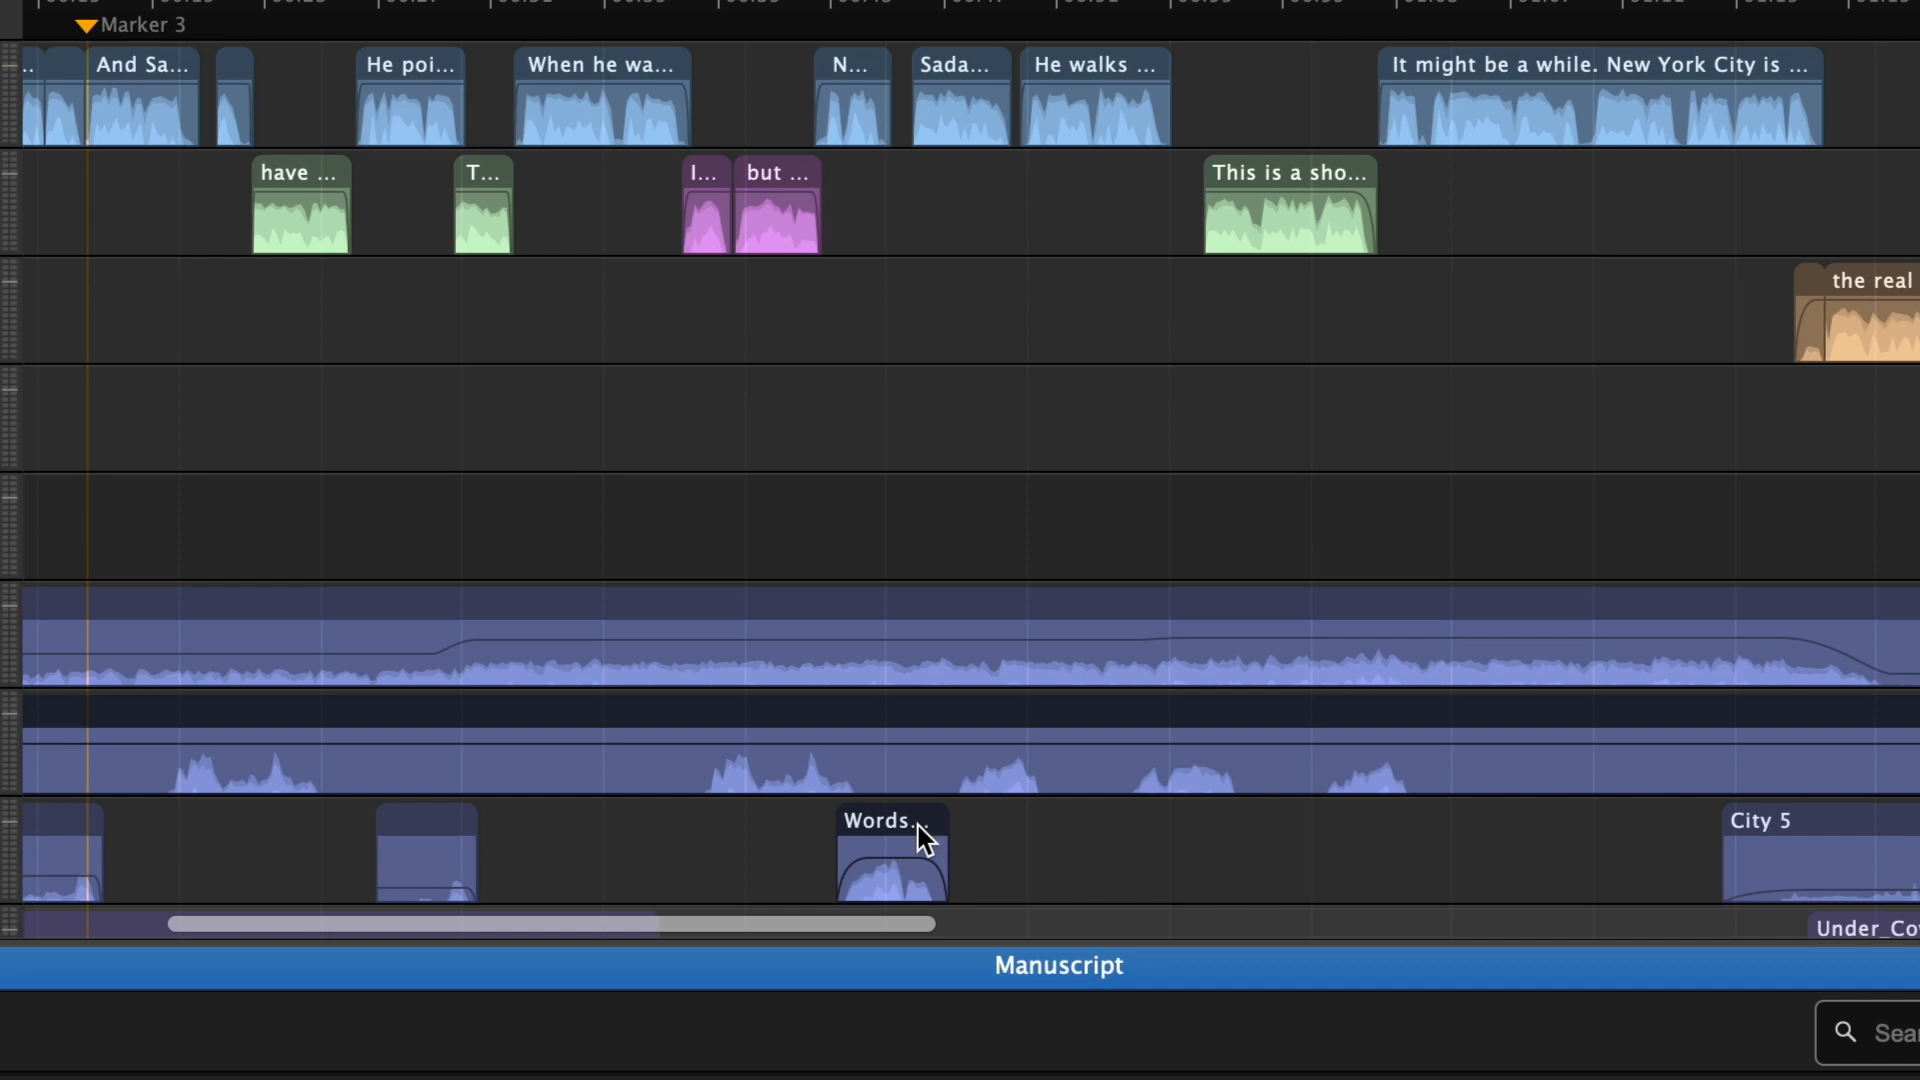 Marker 3
..
And Sa...
He poi...
When he wa...
N...
Sada...
He walks ...
It might be a while. New York City is ...
have ...
T...
I...
but ...
This is a sho...
the real
Words...
City 5
Under_Co
Manuscript
Sea